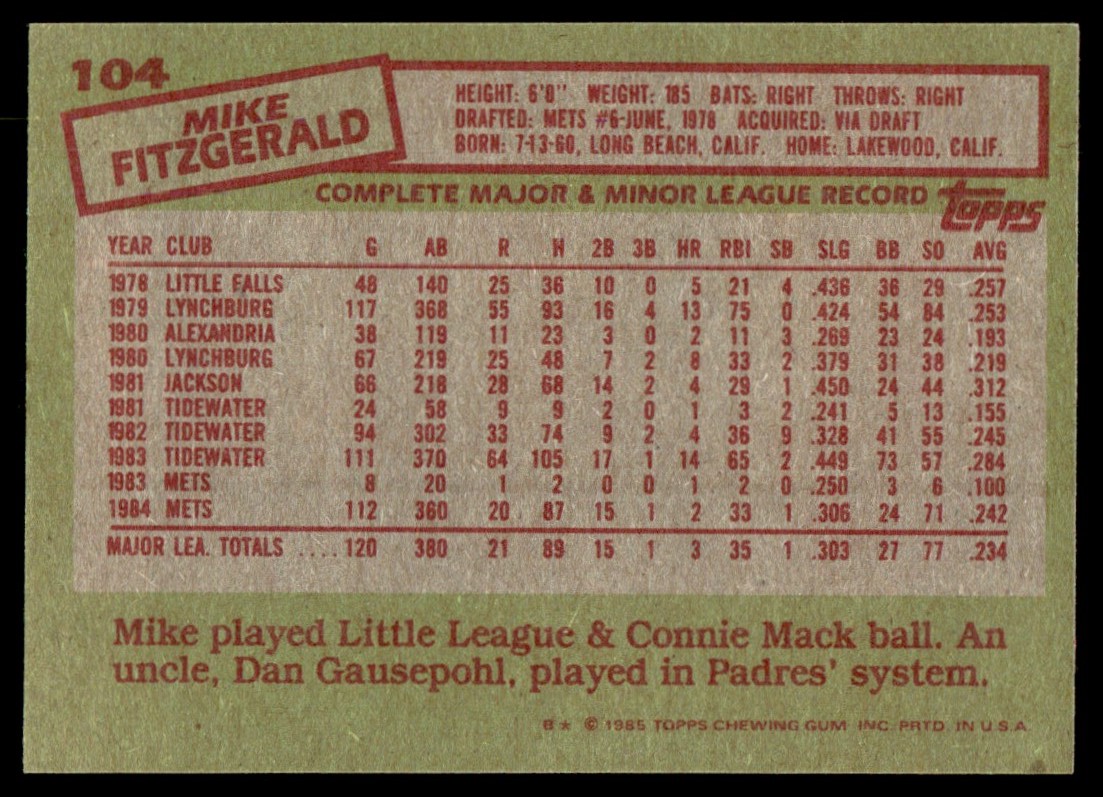 104
MIKE
FITZGERALD
HEIGHT: 6'0" WEIGHT: 185 BATS: RIGHT THROWS: RIGHT
DRAFTED: METS #6-JUNE, 1978 ACQUIRED: VIA DRAFT
BORN: 7-13-60, LONG BEACH, CALIF. HOME: LAKEWOOD, CALIF.
COMPLETE MAJOR & MINOR LEAGUE RECORD
topps
YEAR CLUB G AB R H 2B 3B HR RBI SB SLG BB SO AVG
1978 LITTLE FALLS 48 140 25 36 10 0 5 21 4 .436 36 29 .257
1979 LYNCHBURG 117 368 55 93 16 4 13 75 0 .424 54 84 .253
1980 ALEXANDRIA 38 119 11 23 3 0 2 11 3 .269 23 24 .193
1980 LYNCHBURG 67 219 25 48 7 2 8 33 2 .379 31 38 .219
1981 JACKSON 66 218 28 68 14 2 4 29 1 .450 24 44 .312
1981 TIDEWATER 24 58 9 9 2 0 1 3 2 .241 5 13 .155
1982 TIDEWATER 94 302 33 74 9 2 4 36 9 .328 41 55 .245
1983 TIDEWATER 111 370 64 105 17 1 14 65 2 .449 73 57 .284
1983 METS 8 20 1 2 0 0 1 2 0 .250 3 6 .100
1984 METS 112 360 20 87 15 1 2 33 1 .306 24 71 .242
MAJOR LEA. TOTALS ....120 380 21 89 15 1 3 35 1 .303 27 77 .234
Mike played Little League & Connie Mack ball. An
uncle, Dan Gausepohl, played in Padres' system.
B★ © 1985 TOPPS CHEWING GUM, INC. PRTD. IN U.S.A.